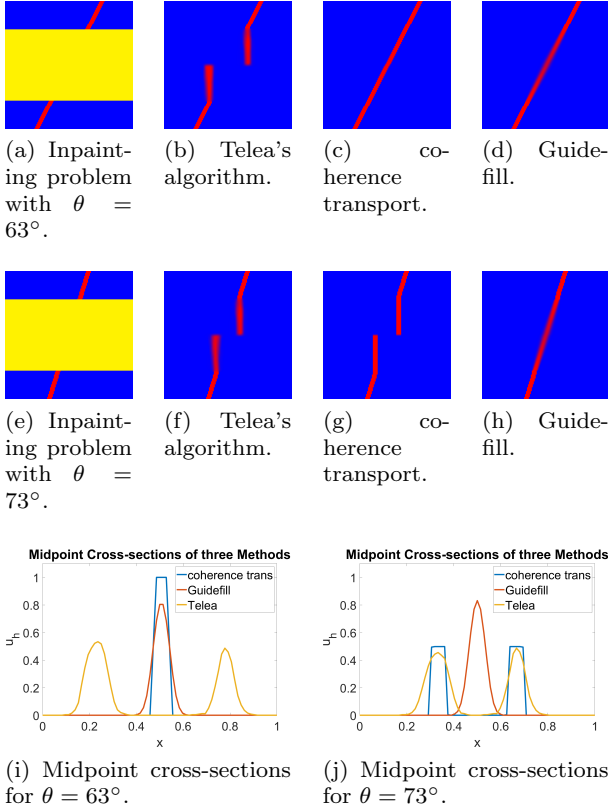 (a) Inpaint-
ing problem
with θ =
63°.
(b) Telea's
algorithm.
(c) co-
herence
transport.
(d) Guide-
fill.
(e) Inpaint-
ing problem
with θ =
73°.
(f) Telea's
algorithm.
(g) co-
herence
transport.
(h) Guide-
fill.
Midpoint Cross-sections of three Methods
coherence trans
Guidefill
Telea
u_h
1
0.8
0.6
0.4
0.2
0
0 0.2 0.4 0.6 0.8 1
x
(i) Midpoint cross-sections
for θ = 63°.
Midpoint Cross-sections of three Methods
coherence trans
Guidefill
Telea
u_h
1
0.8
0.6
0.4
0.2
0
0 0.2 0.4 0.6 0.8 1
x
(j) Midpoint cross-sections
for θ = 73°.